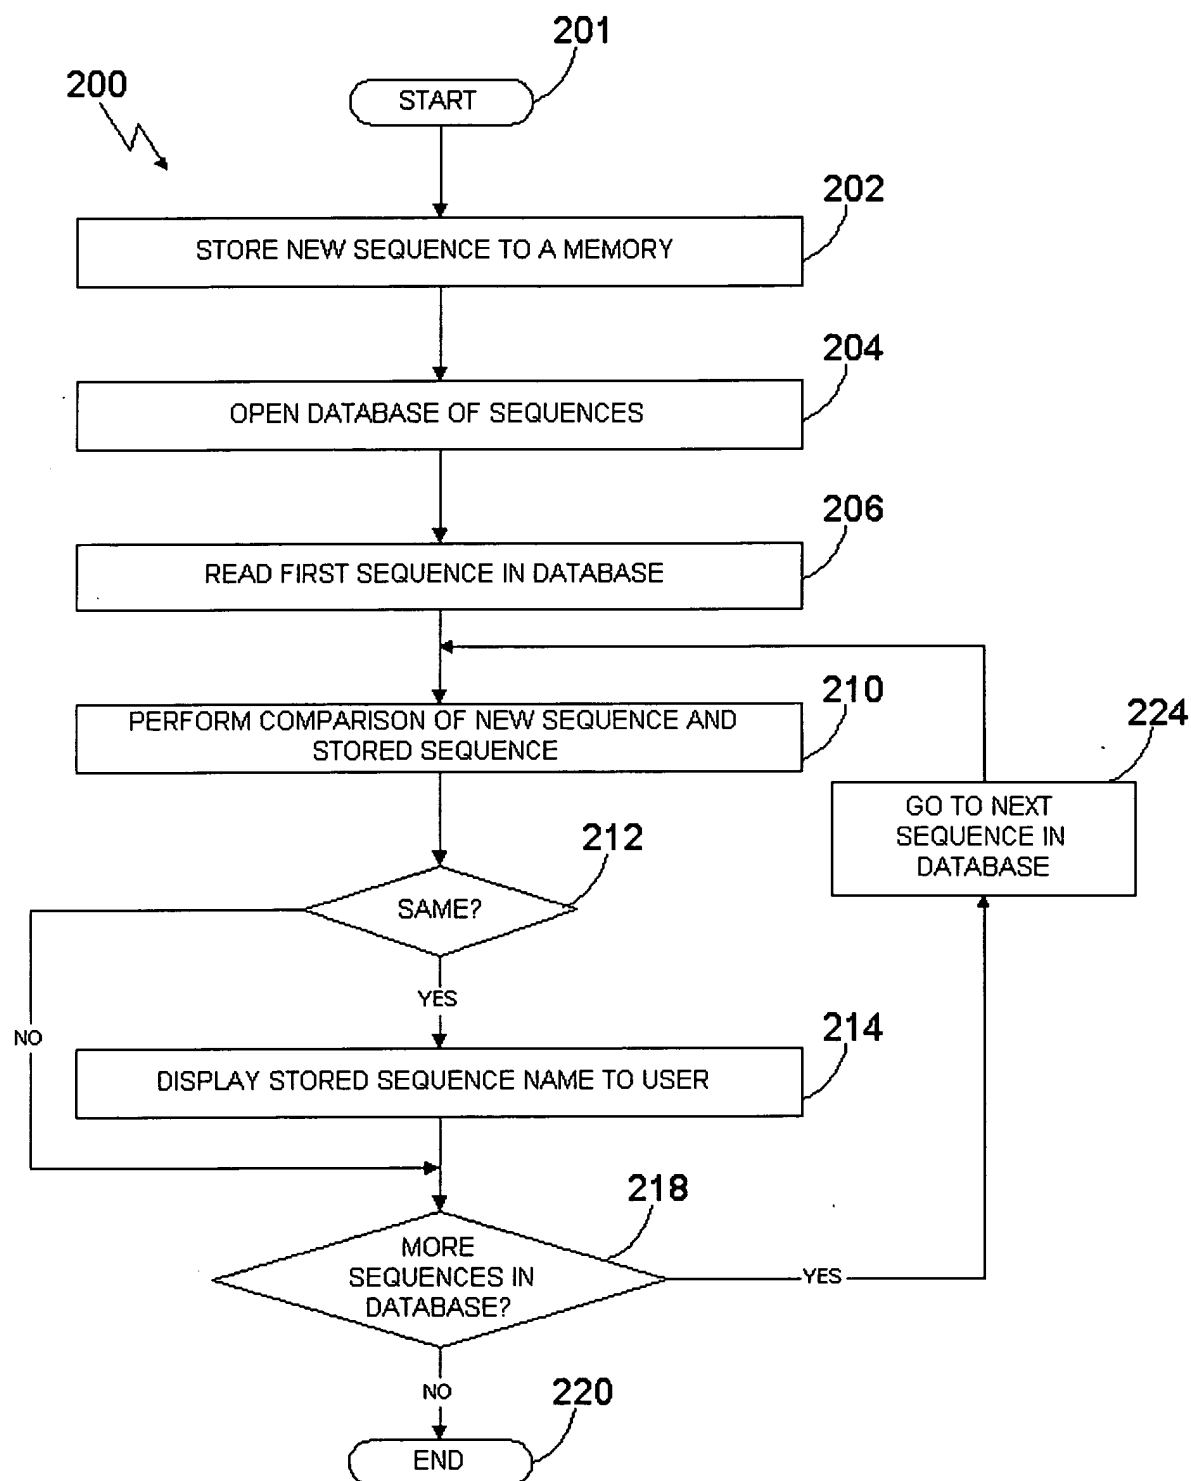 201
200
START
202
STORE NEW SEQUENCE TO A MEMORY
204
OPEN DATABASE OF SEQUENCES
206
READ FIRST SEQUENCE IN DATABASE
210
PERFORM COMPARISON OF NEW SEQUENCE AND
STORED SEQUENCE
224
GO TO NEXT
SEQUENCE IN
DATABASE
212
SAME?
YES
NO
214
DISPLAY STORED SEQUENCE NAME TO USER
218
MORE
SEQUENCES IN
DATABASE?
YES
NO
220
END